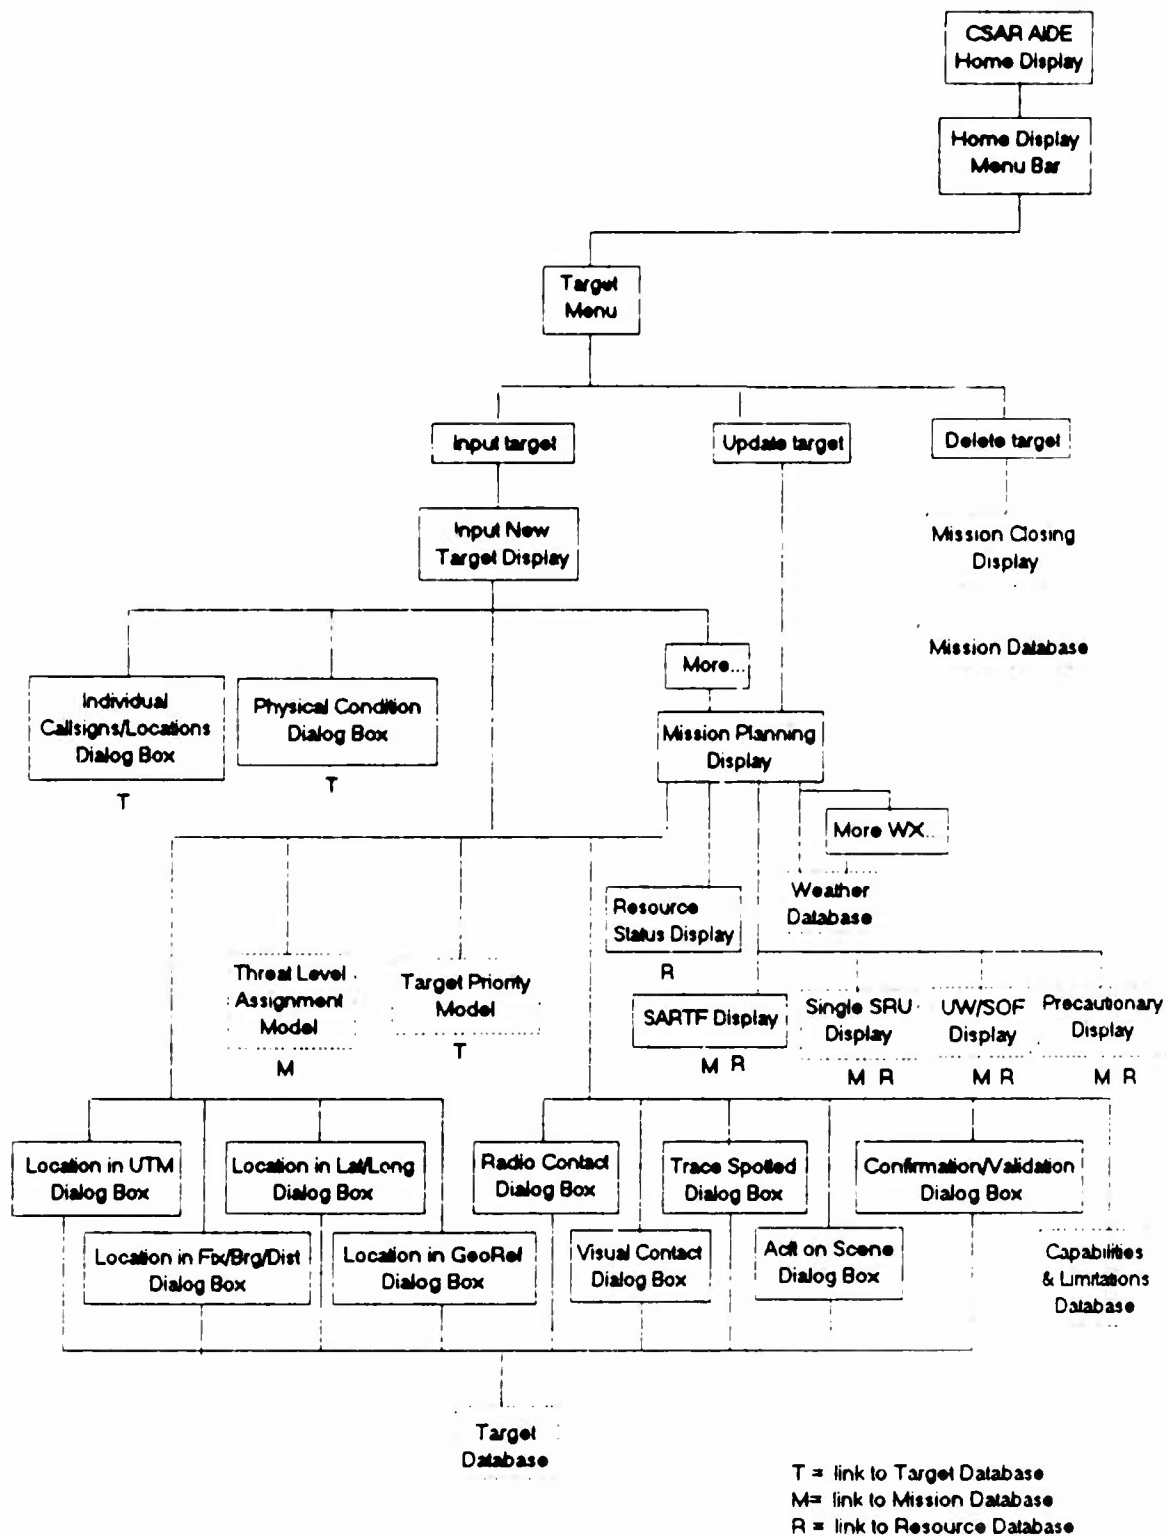 CSAR AIDE
Home Display
Home Display
Menu Bar
Target
Menu
Input target
Update target
Delete target
Input New
Target Display
Mission Closing
Display
Mission Database
More...
Individual
Callsigns/Locations
Dialog Box
T
Physical Condition
Dialog Box
T
Mission Planning
Display
More WX...
Weather
Database
Resource
Status Display
R
Threat Level
Assignment
Model
M
Target Priority
Model
T
SARTF Display
M R
Single SRU
Display
M R
UW/SOF
Display
M R
Precautionary
Display
M R
Location in UTM
Dialog Box
Location in Lat/Long
Dialog Box
Radio Contact
Dialog Box
Trace Spotted
Dialog Box
Confirmation/Validation
Dialog Box
Location in Fix/Brg/Dist
Dialog Box
Location in GeoRef
Dialog Box
Visual Contact
Dialog Box
Acft on Scene
Dialog Box
Capabilities
& Limitations
Database
Target
Database
T = link to Target Database
M= link to Mission Database
R = link to Resource Database